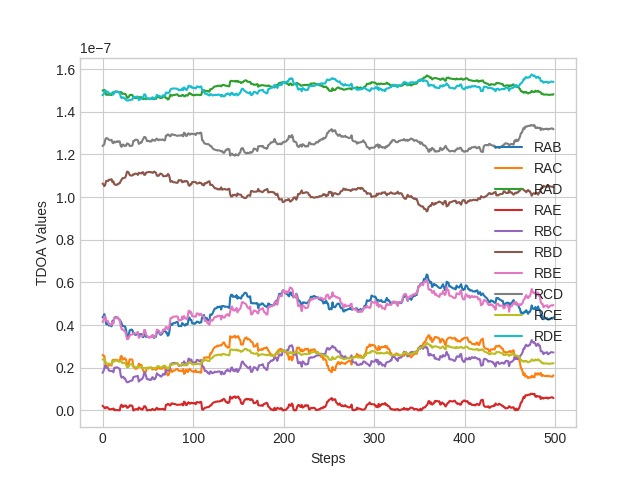 1e−7
1.6
1.4
1.2
1.0
0.8
0.6
0.4
0.2
0.0
TDOA Values
0
100
200
300
400
500
Steps
RAB
RAC
RAD
RAE
RBC
RBD
RBE
RCD
RCE
RDE